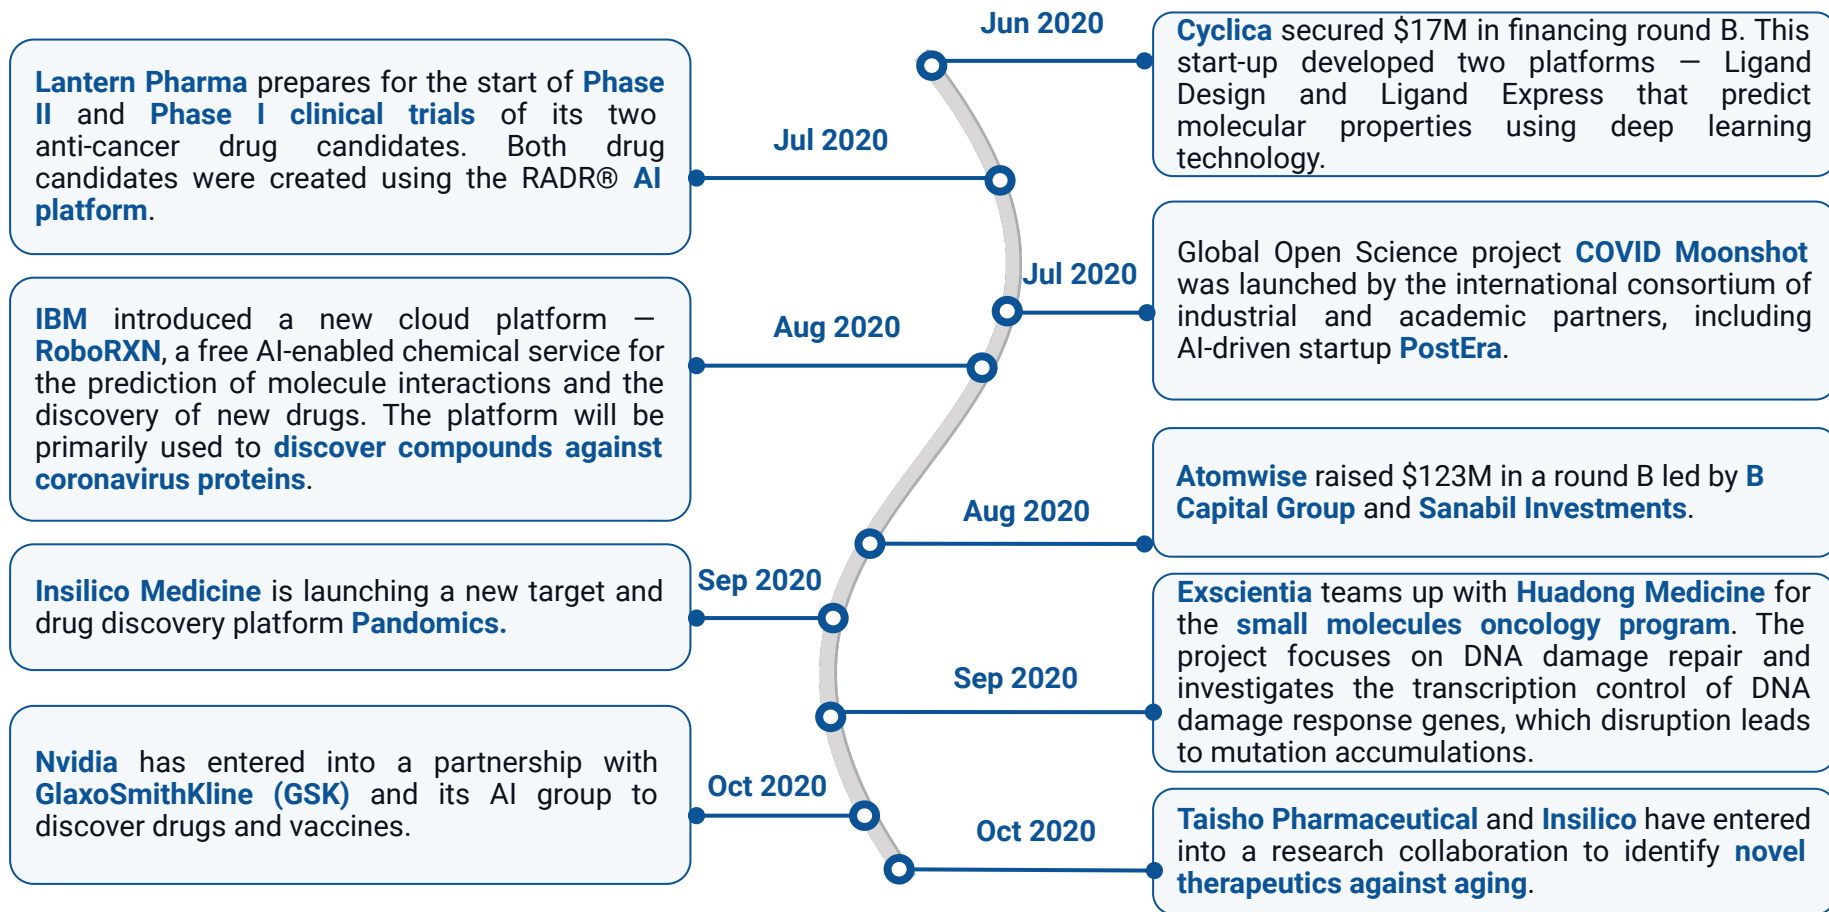 Jun 2020
Cyclica secured $17M in financing round B. This
start-up developed two platforms — Ligand
Design and Ligand Express that predict
molecular properties using deep learning
technology.
Jul 2020
Lantern Pharma prepares for the start of Phase
II and Phase I clinical trials of its two
anti-cancer drug candidates. Both drug
candidates were created using the RADR® AI
platform.
Jul 2020
Global Open Science project COVID Moonshot
was launched by the international consortium of
industrial and academic partners, including
AI-driven startup PostEra.
Aug 2020
IBM introduced a new cloud platform —
RoboRXN, a free AI-enabled chemical service for
the prediction of molecule interactions and the
discovery of new drugs. The platform will be
primarily used to discover compounds against
coronavirus proteins.
Aug 2020
Atomwise raised $123M in a round B led by B
Capital Group and Sanabil Investments.
Sep 2020
Insilico Medicine is launching a new target and
drug discovery platform Pandomics.
Sep 2020
Exscientia teams up with Huadong Medicine for
the small molecules oncology program. The
project focuses on DNA damage repair and
investigates the transcription control of DNA
damage response genes, which disruption leads
to mutation accumulations.
Oct 2020
Nvidia has entered into a partnership with
GlaxoSmithKline (GSK) and its AI group to
discover drugs and vaccines.
Oct 2020
Taisho Pharmaceutical and Insilico have entered
into a research collaboration to identify novel
therapeutics against aging.